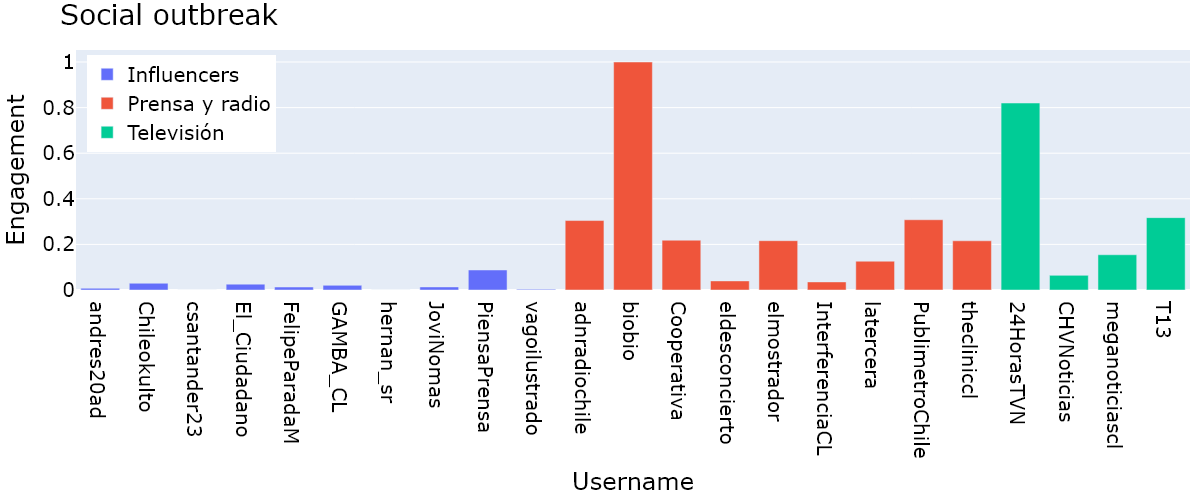 Social outbreak
Influencers
Prensa y radio
Televisión
Engagement
1
0.8
0.6
0.4
0.2
0
andres20ad
Chileokulto
csantander23
El_Ciudadano
FelipeParadaM
GAMBA_CL
hernan_sr
JoviNomas
PiensaPrensa
vagoilustrado
adnradiochile
biobio
Cooperativa
eldesconcierto
elmostrador
InterferenciaCL
latercera
PublimetroChile
thecliniccl
24HorasTVN
CHVNoticias
meganoticiascl
T13
Username